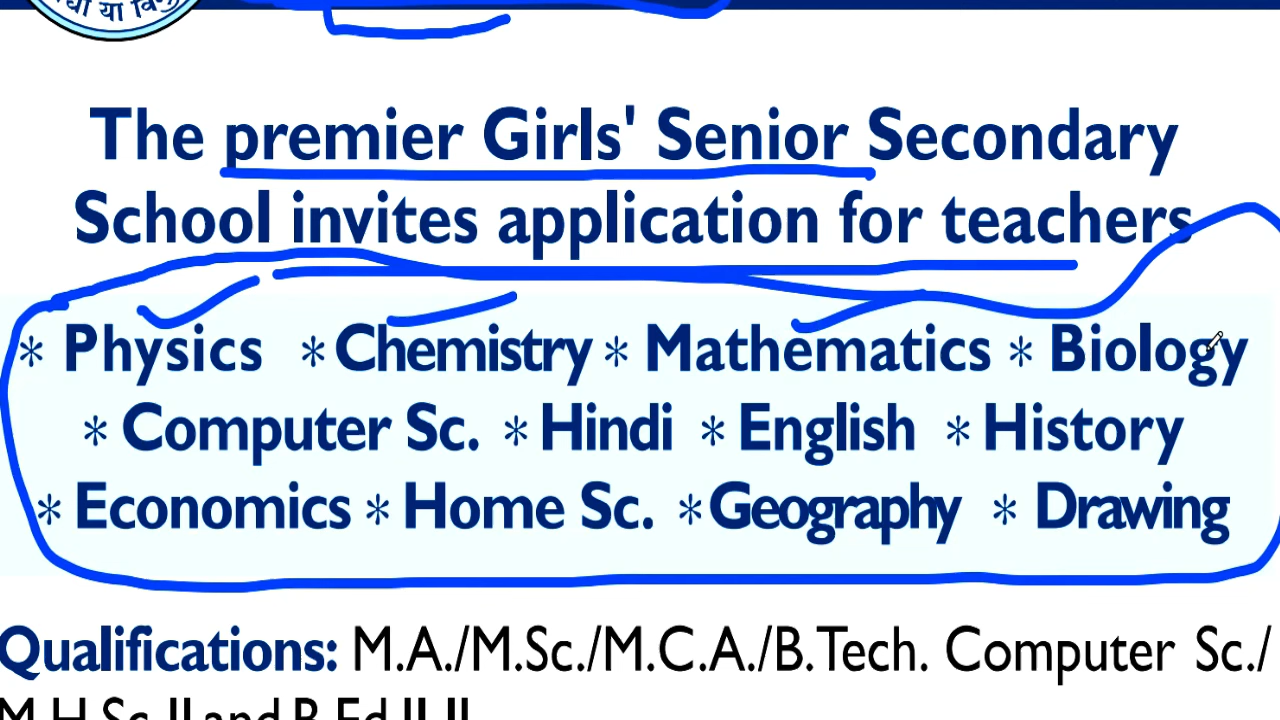 या
The premier Girls' Senior Secondary
School invites application for teachers
* Physics * Chemistry * Mathematics * Biology
* Computer Sc. * Hindi * English * History
* Economics * Home Sc. * Geography * Drawing
Qualifications: M.A./M.Sc./M.C.A./B.Tech. Computer Sc./